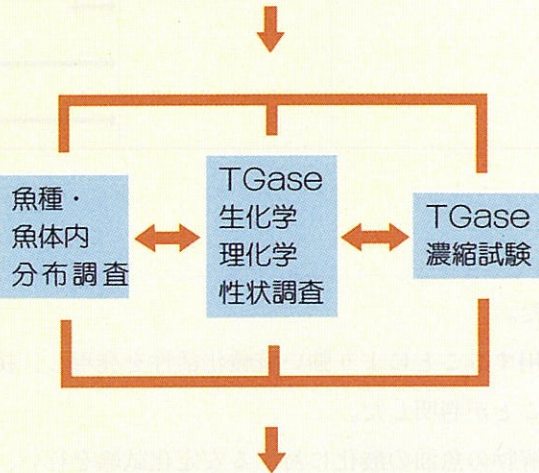 魚種・
魚体内
分布調査
TGase
生化学
理化学
性状調査
TGase
濃縮試験